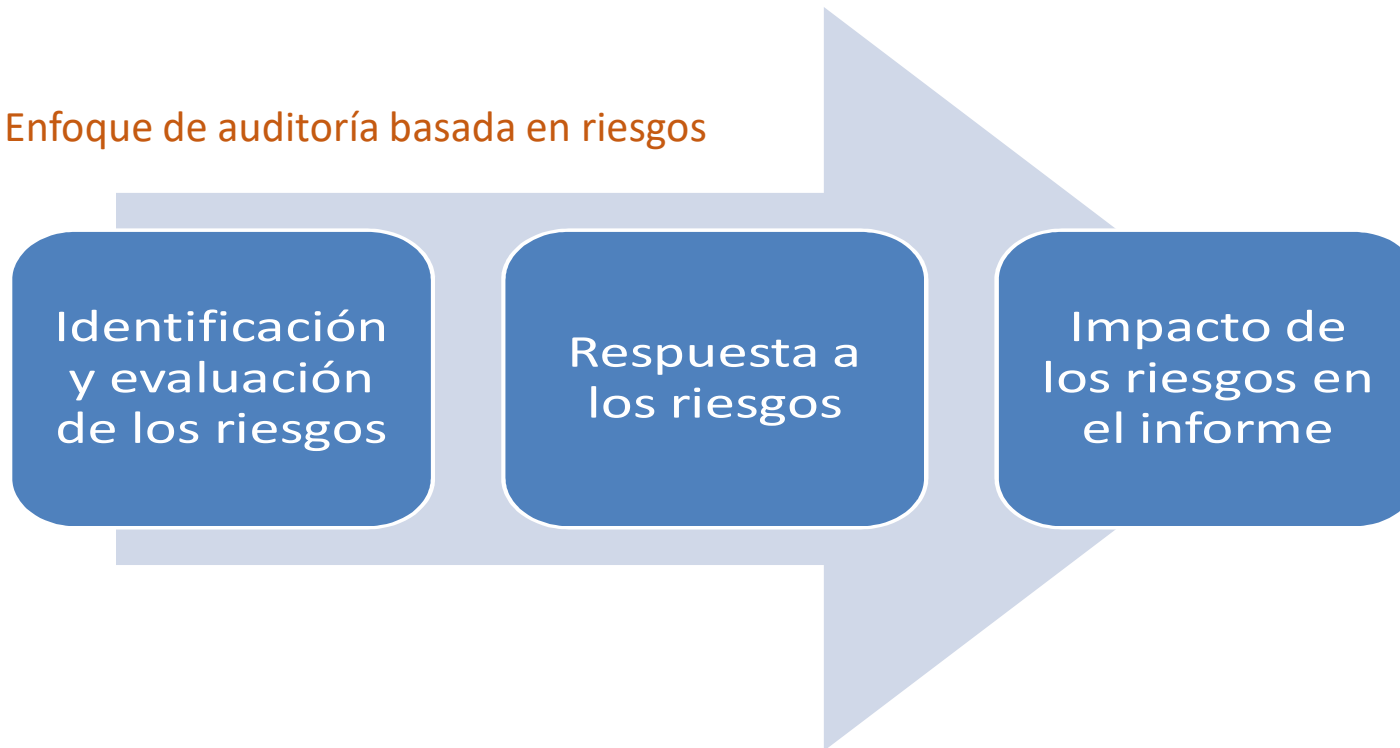 Enfoque de auditoría basada en riesgos
Identificación
y evaluación
de los riesgos
Respuesta a
los riesgos
Impacto de
los riesgos en
el informe